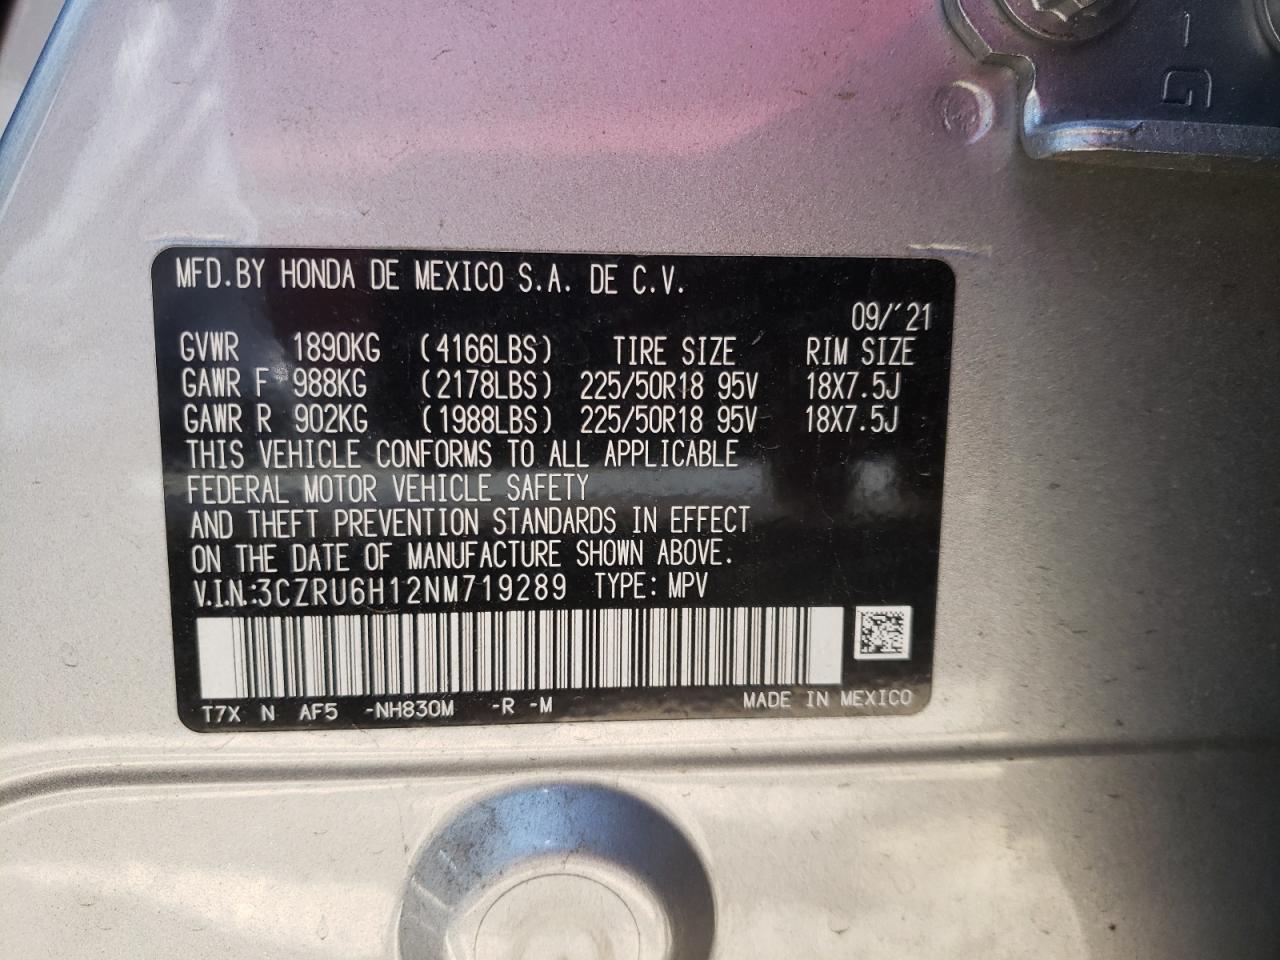 G
MFD.BY HONDA DE MEXICO S.A. DE C.V.
09/'21
GVWR 1890KG (4166LBS) TIRE SIZE RIM SIZE
GAWR F 988KG (2178LBS) 225/50R18 95V 18X7.5J
GAWR R 902KG (1988LBS) 225/50R18 95V 18X7.5J
THIS VEHICLE CONFORMS TO ALL APPLICABLE
FEDERAL MOTOR VEHICLE SAFETY
AND THEFT PREVENTION STANDARDS IN EFFECT
ON THE DATE OF MANUFACTURE SHOWN ABOVE.
V.I.N.:3CZRU6H12NM719289 TYPE: MPV
T7X N AF5 -NH830M -R -M MADE IN MEXICO